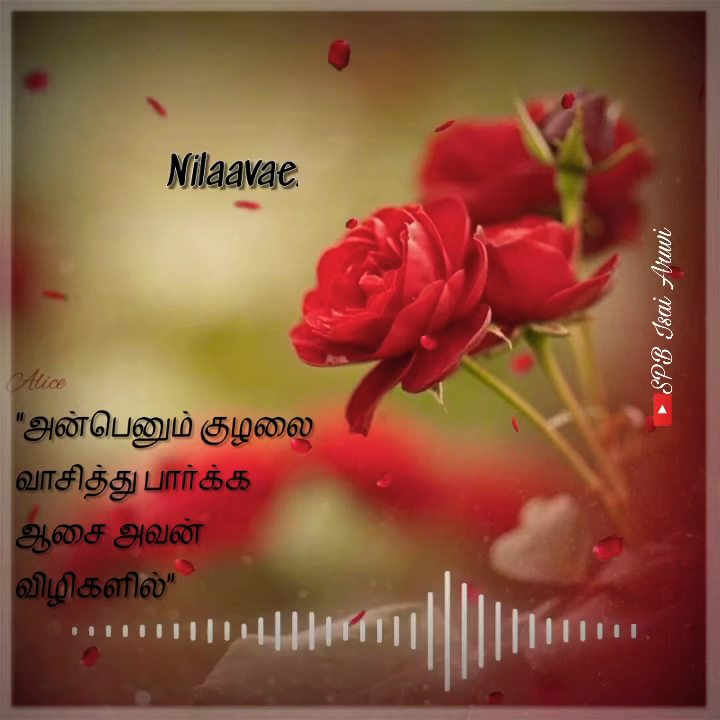 Nilaavae.
SPB Isai Aruvi
Alice
"அன்பெனும் குழலை
வாசித்து பார்க்க
ஆசை அவன்
விழிகளில்"